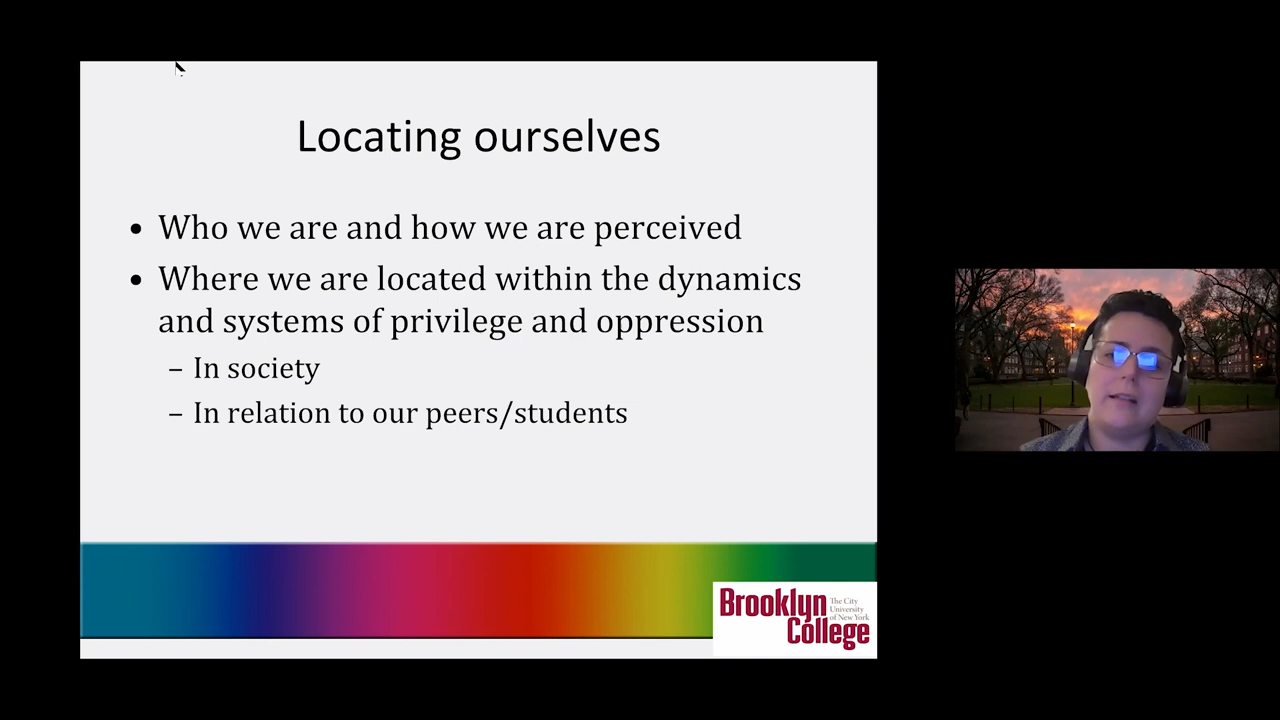 Locating ourselves
• Who we are and how we are perceived
• Where we are located within the dynamics
and systems of privilege and oppression
– In society
– In relation to our peers/students
Brooklyn
College
The City
University
of New York